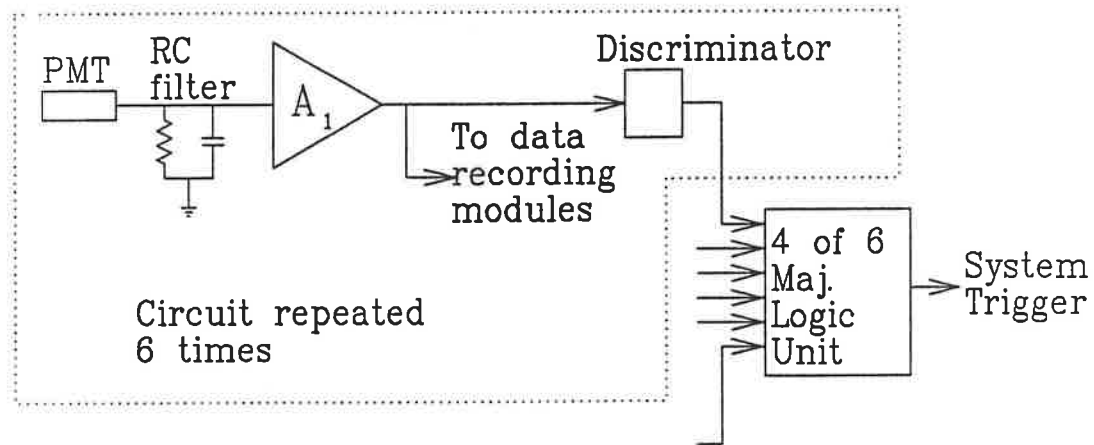 PMT
RC
filter
A1
Discriminator
To data
recording
modules
4 of 6
Maj.
Logic
Unit
System
Trigger
Circuit repeated
6 times